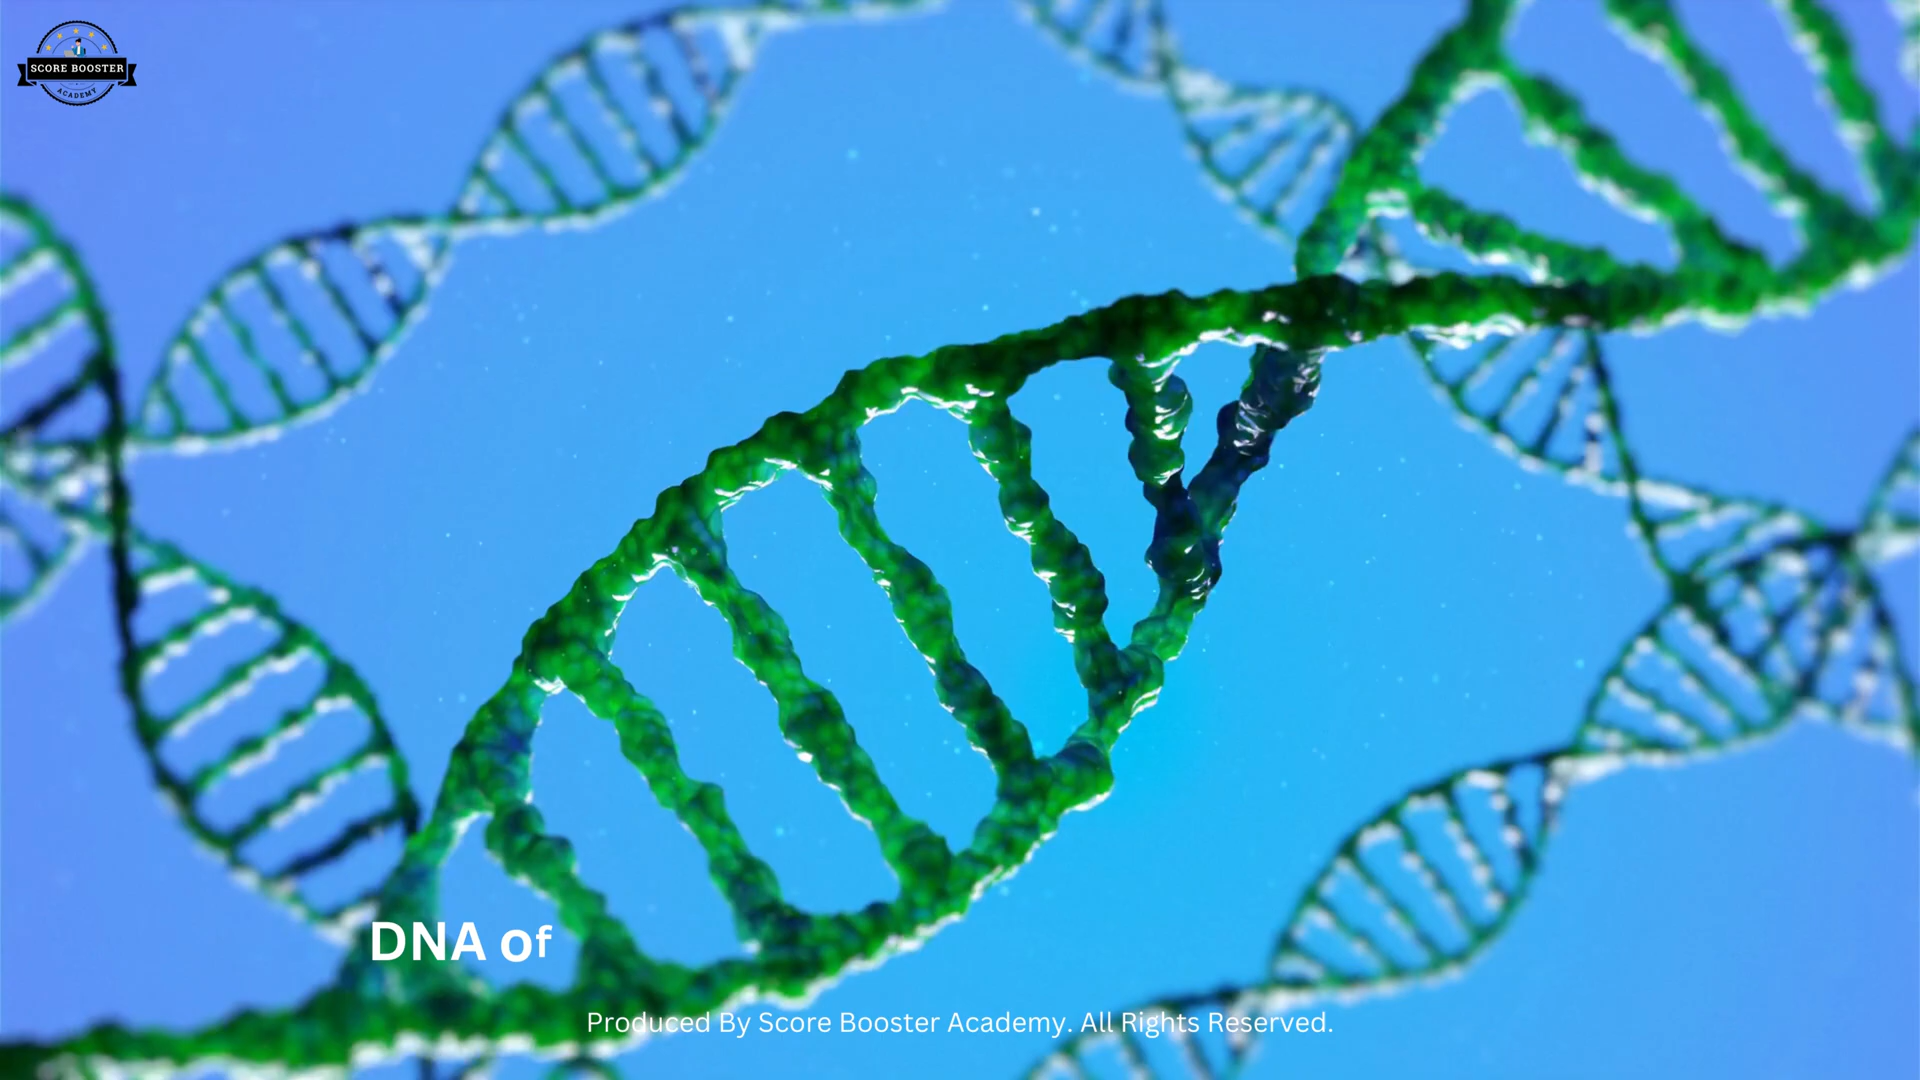 SCORE BOOSTER
ACADEMY
DNA of
Produced By Score Booster Academy. All Rights Reserved.